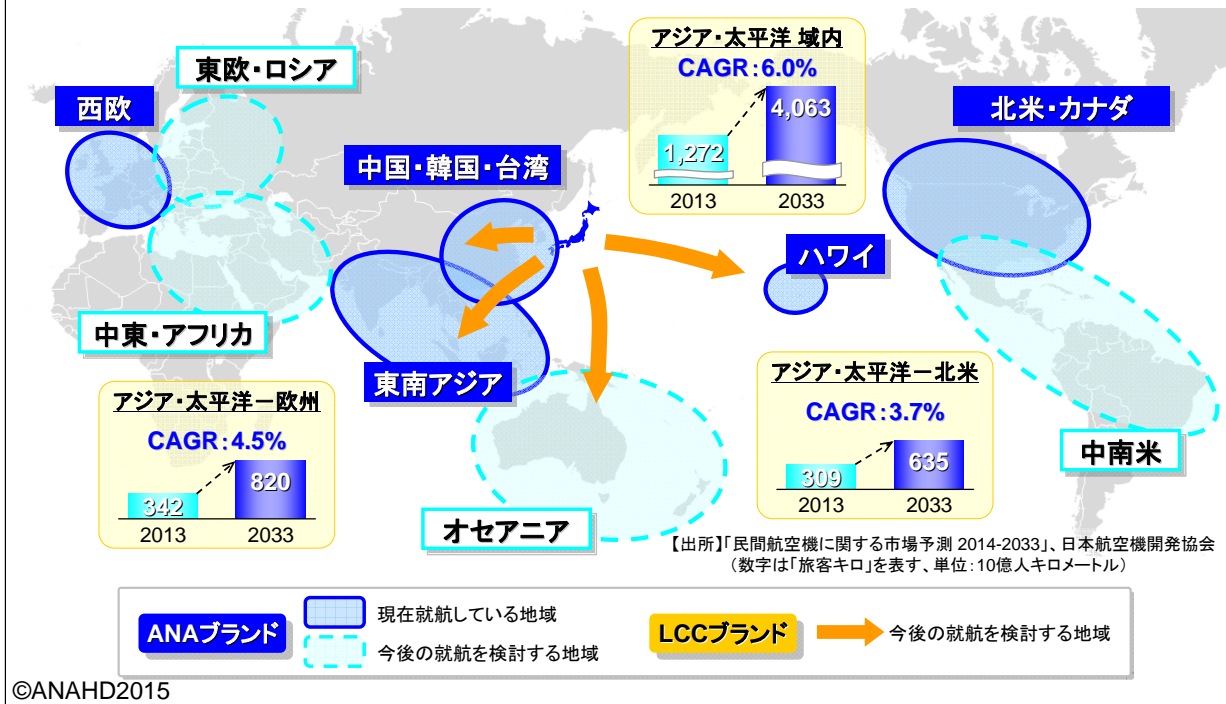 東欧・ロシア
西欧
中国・韓国・台湾
アジア・太平洋 域内
CAGR:6.0%
1,272
4,063
2013
2033
北米・カナダ
ハワイ
中東・アフリカ
東南アジア
アジア・太平洋－欧州
CAGR:4.5%
342
820
2013
2033
オセアニア
アジア・太平洋－北米
CAGR:3.7%
309
635
2013
2033
中南米
【出所】「民間航空機に関する市場予測 2014-2033」、日本航空機開発協会
(数字は「旅客キロ」を表す、単位:10億人キロメートル)
ANAブランド
現在就航している地域
今後の就航を検討する地域
LCCブランド
今後の就航を検討する地域
©ANAHD2015